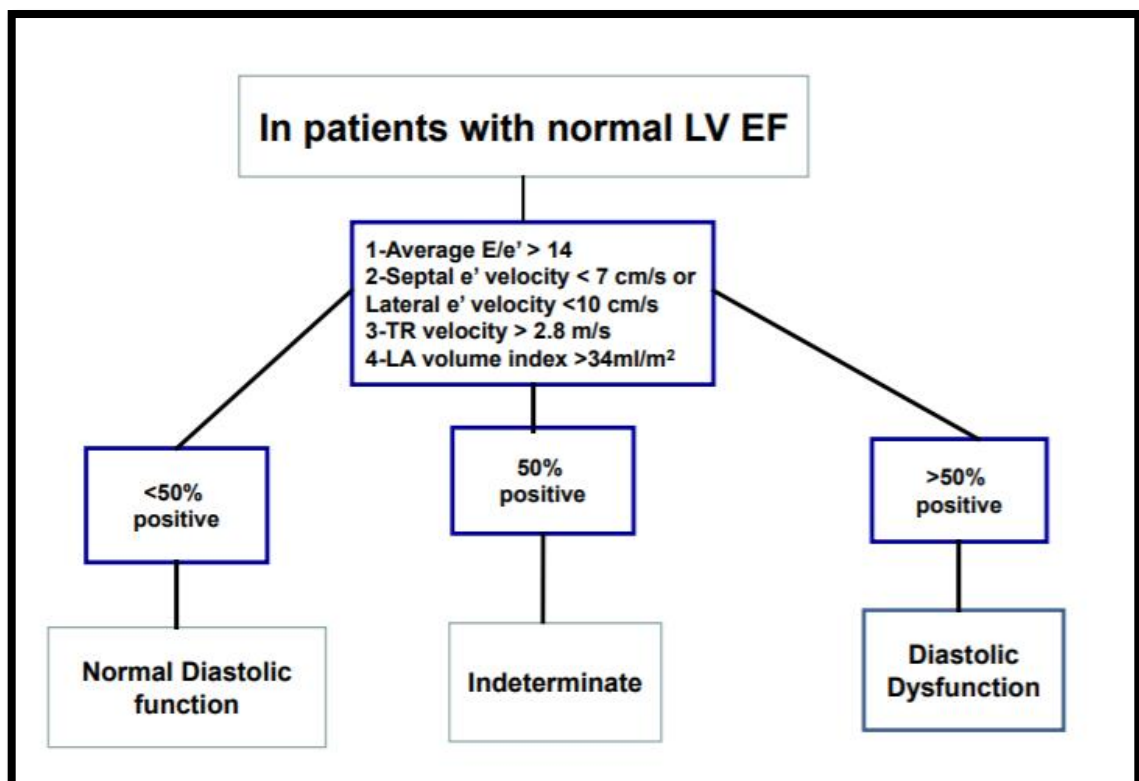 In patients with normal LV EF
1-Average E/e’ > 14
2-Septal e’ velocity < 7 cm/s or
Lateral e’ velocity <10 cm/s
3-TR velocity > 2.8 m/s
4-LA volume index >34ml/m²
<50%
positive
50%
positive
>50%
positive
Normal Diastolic
function
Indeterminate
Diastolic
Dysfunction